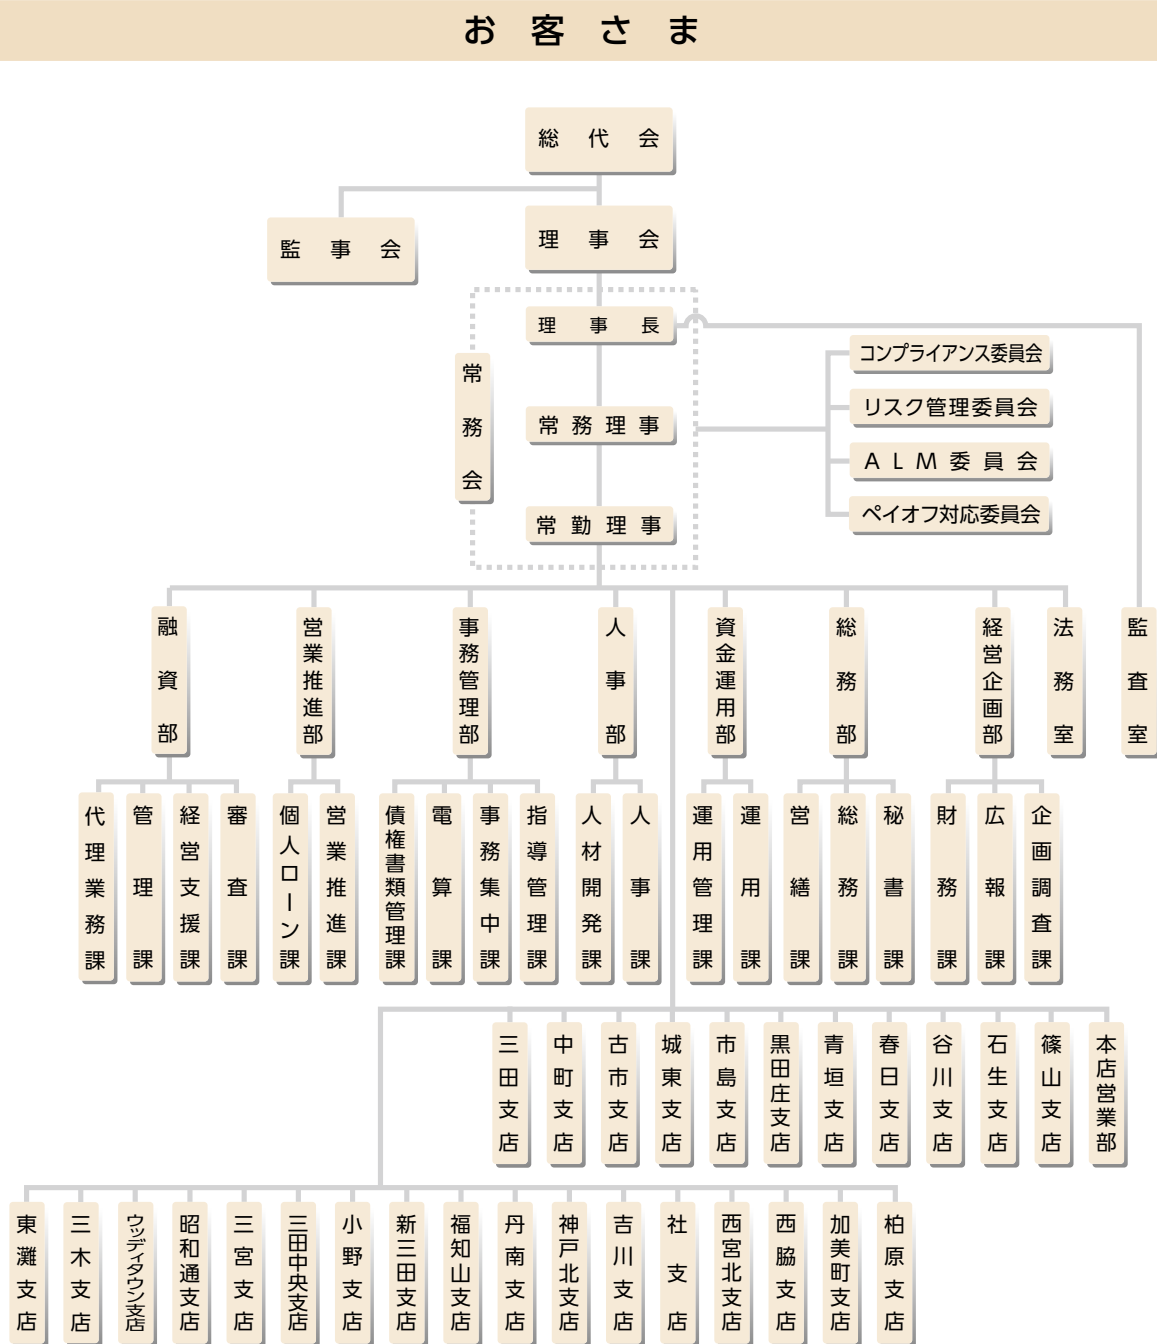 お客さま
総代会
監事会
理事会
理事長
常務会
常務理事
常勤理事
コンプライアンス委員会
リスク管理委員会
ALM委員会
ペイオフ対応委員会
融資部
営業推進部
事務管理部
人事部
資金運用部
総務部
経営企画部
法務室
監査室
代理業務課
管理課
経営支援課
審査課
個人ローン課
営業推進課
債権書類管理課
電算課
事務集中課
指導管理課
人材開発課
人事課
運用管理課
運用課
営繕課
総務課
秘書課
財務課
広報課
企画調査課
三田支店
中町支店
古市支店
城東支店
市島支店
黒田庄支店
青垣支店
春日支店
谷川支店
石生支店
篠山支店
本店営業部
東灘支店
三木支店
ウッディタウン支店
昭和通支店
三宮支店
三田中央支店
小野支店
新三田支店
福知山支店
丹南支店
神戸北支店
吉川支店
社支店
西宮北支店
西脇支店
加美町支店
柏原支店